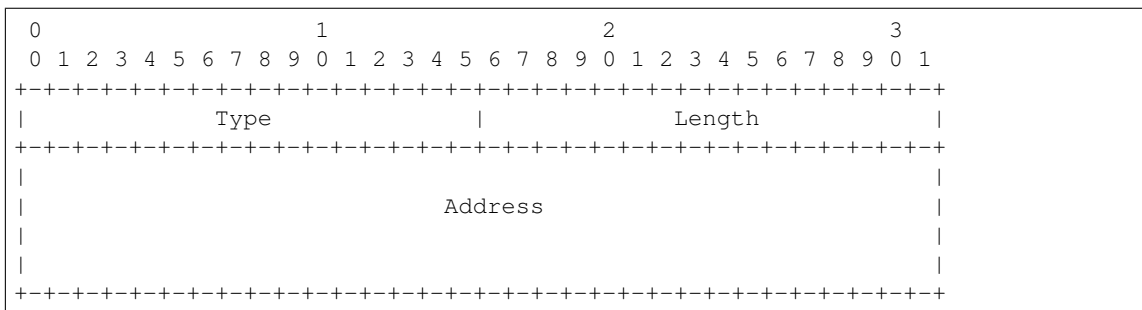 0                   1                   2                   3
 0 1 2 3 4 5 6 7 8 9 0 1 2 3 4 5 6 7 8 9 0 1 2 3 4 5 6 7 8 9 0 1
+-+-+-+-+-+-+-+-+-+-+-+-+-+-+-+-+-+-+-+-+-+-+-+-+-+-+-+-+-+-+-+-+
|             Type              |             Length            |
+-+-+-+-+-+-+-+-+-+-+-+-+-+-+-+-+-+-+-+-+-+-+-+-+-+-+-+-+-+-+-+-+
|                                                               |
|                             Address                           |
|                                                               |
|                                                               |
+-+-+-+-+-+-+-+-+-+-+-+-+-+-+-+-+-+-+-+-+-+-+-+-+-+-+-+-+-+-+-+-+